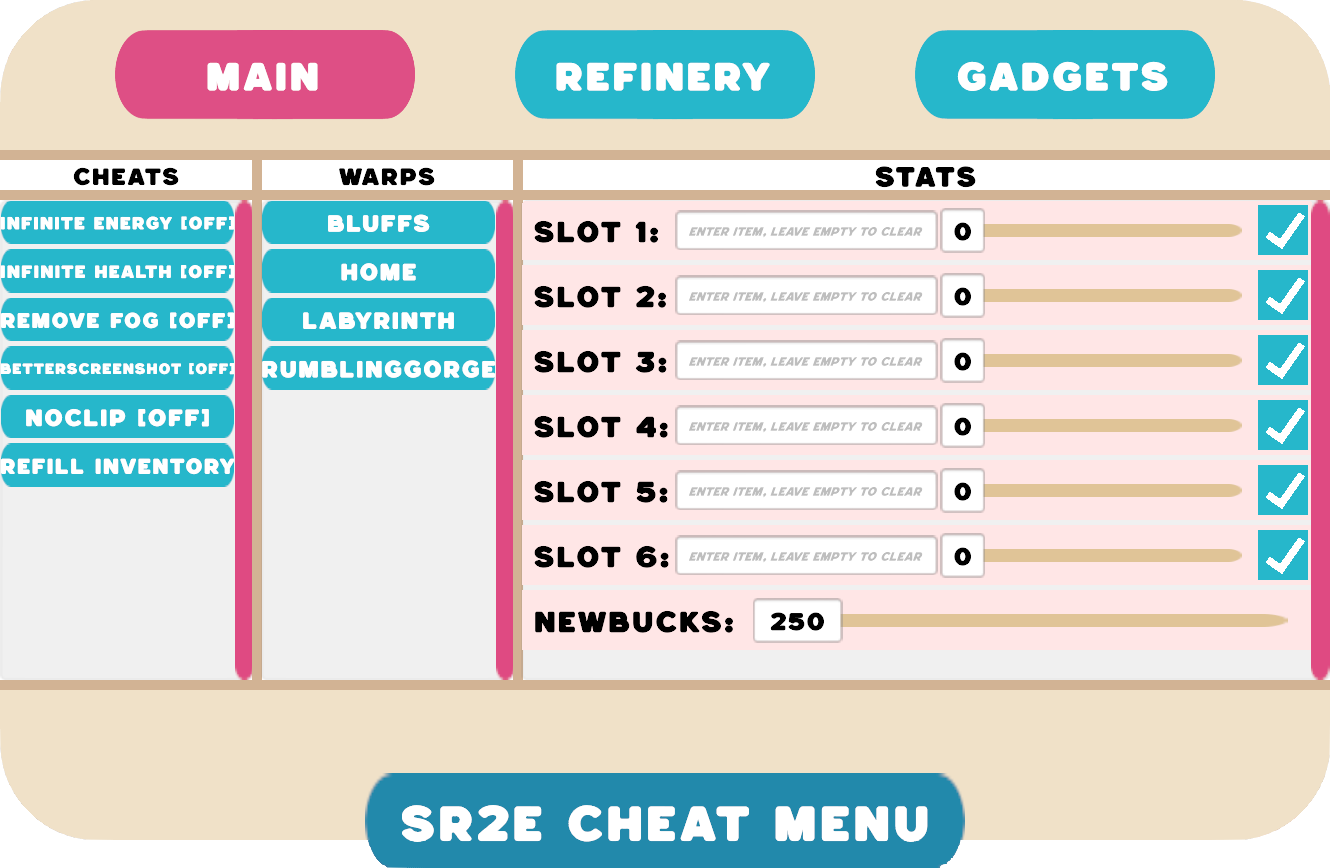 MAIN
REFINERY
GADGETS
CHEATS
WARPS
STATS
INFINITE ENERGY [OFF]
INFINITE HEALTH [OFF]
REMOVE FOG [OFF]
BETTERSCREENSHOT [OFF]
NOCLIP [OFF]
REFILL INVENTORY
BLUFFS
HOME
LABYRINTH
RUMBLINGGORGE
SLOT 1: ENTER ITEM, LEAVE EMPTY TO CLEAR 0
SLOT 2: ENTER ITEM, LEAVE EMPTY TO CLEAR 0
SLOT 3: ENTER ITEM, LEAVE EMPTY TO CLEAR 0
SLOT 4: ENTER ITEM, LEAVE EMPTY TO CLEAR 0
SLOT 5: ENTER ITEM, LEAVE EMPTY TO CLEAR 0
SLOT 6: ENTER ITEM, LEAVE EMPTY TO CLEAR 0
NEWBUCKS: 250
SR2E CHEAT MENU